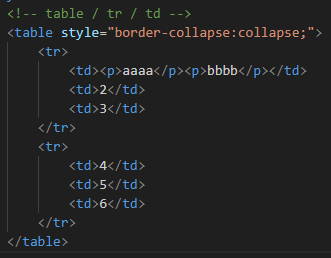 <!-- table / tr / td -->
<table style="border-collapse:collapse;">
    <tr>
        <td><p>aaaa</p><p>bbbb</p></td>
        <td>2</td>
        <td>3</td>
    </tr>
    <tr>
        <td>4</td>
        <td>5</td>
        <td>6</td>
    </tr>
</table>